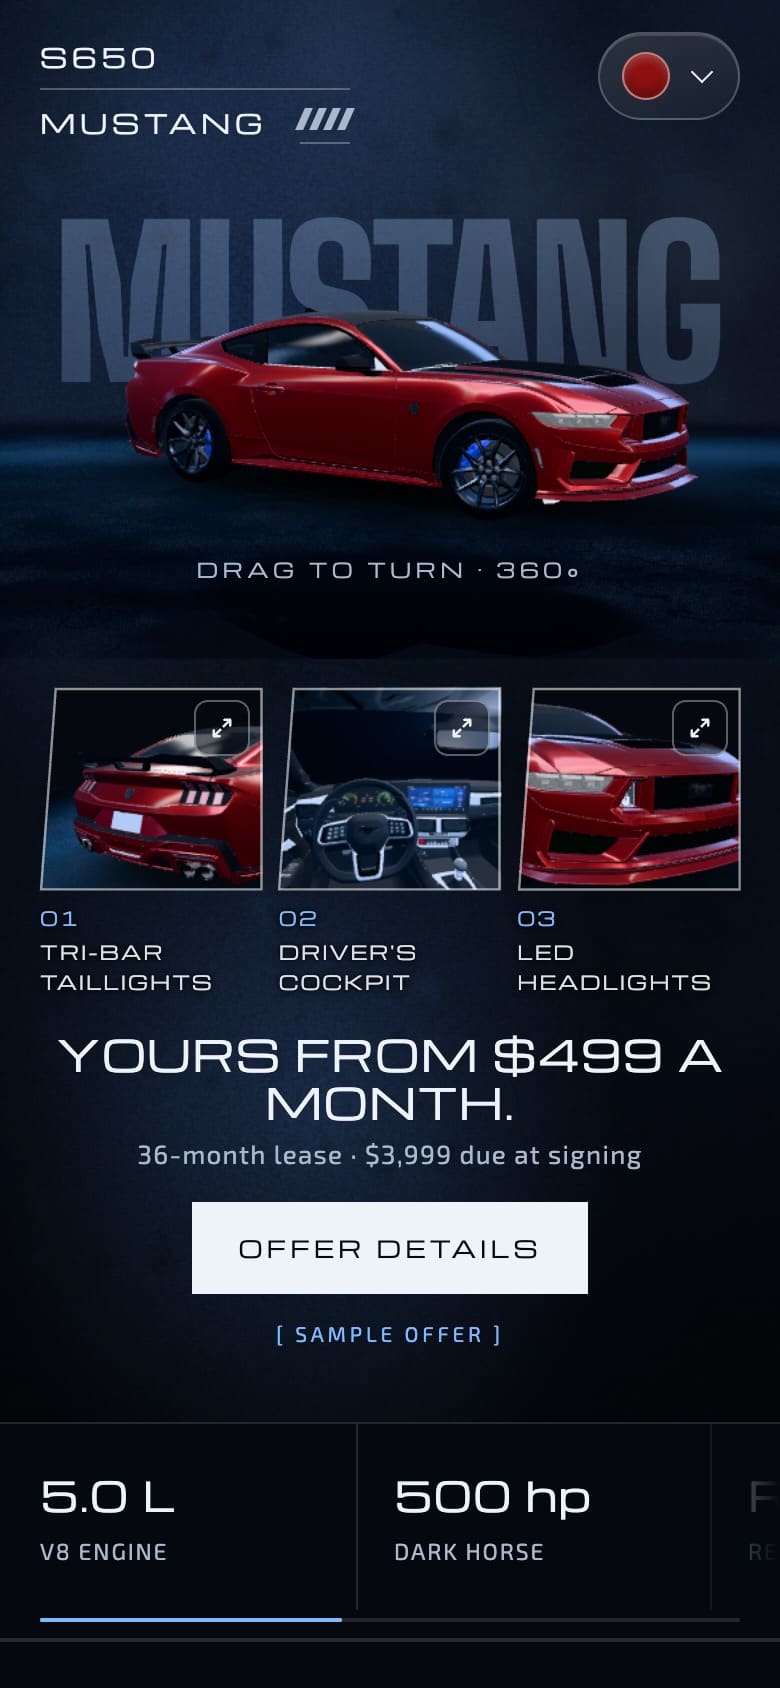 S650
MUSTANG
MUSTANG
DRAG TO TURN · 360°
01
TRI-BAR
TAILLIGHTS
02
DRIVER'S
COCKPIT
03
LED
HEADLIGHTS
YOURS FROM $499 A
MONTH.
36-month lease · $3,999 due at signing
OFFER DETAILS
[ SAMPLE OFFER ]
5.0 L
V8 ENGINE
500 hp
DARK HORSE